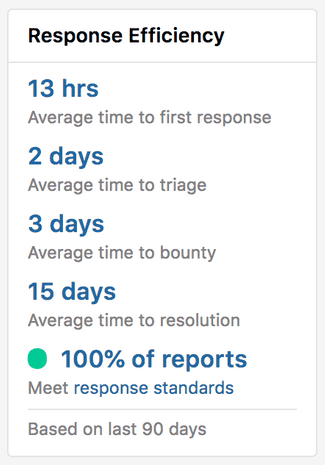 Response Efficiency
13 hrs
Average time to first response
2 days
Average time to triage
3 days
Average time to bounty
15 days
Average time to resolution
100% of reports
Meet response standards
Based on last 90 days